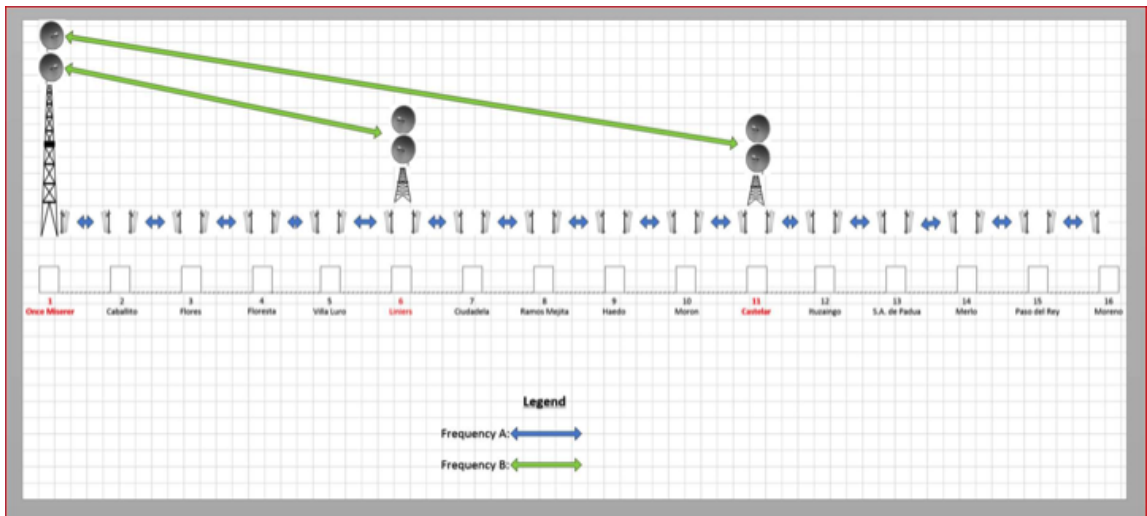 1 2 3 4 5 6 7 8 9 10 11 12 13 14 15 16
Once Miserer Caballito Flores Floresta Villa Luro Liniers Ciudadela Ramos Mejita Haedo Moron Castelar Ituzaingo S.A. de Padua Merlo Paso del Rey Moreno
Legend
Frequency A:
Frequency B: